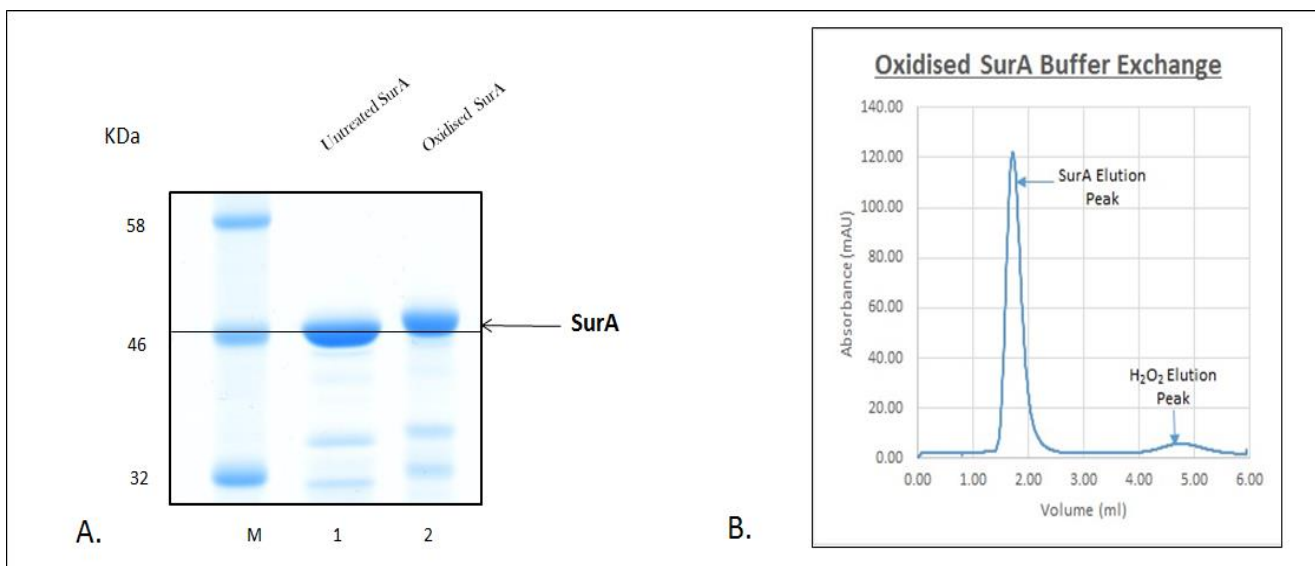 KDa
Untreated SurA
Oxidised SurA
58
46
32
SurA
M 1 2
A.
Oxidised SurA Buffer Exchange
140.00
120.00
100.00
80.00
60.00
40.00
20.00
0.00
Absorbance (mAU)
SurA Elution
Peak
H₂O₂ Elution
Peak
0.00 1.00 2.00 3.00 4.00 5.00 6.00
Volume (ml)
B.